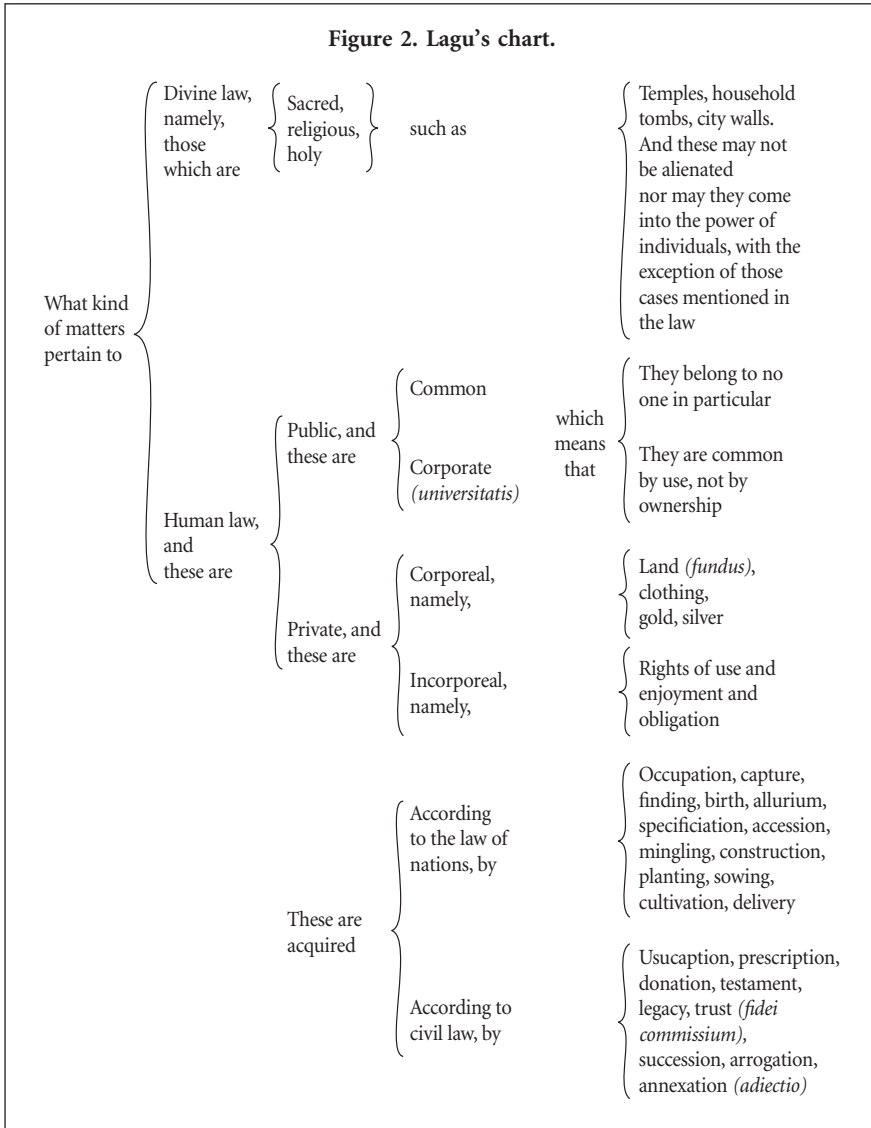 Figure 2. Lagu’s chart.
Divine law,
namely,
those
which are
Sacred,
religious,
holy
such as
Temples, household
tombs, city walls.
And these may not
be alienated
nor may they come
into the power of
individuals, with the
exception of those
cases mentioned in
the law
What kind
of matters
pertain to
Human law,
and
these are
Public, and
these are
Common
Corporate
(universitatis)
which
means
that
They belong to no
one in particular
They are common
by use, not by
ownership
Private, and
these are
Corporeal,
namely,
Land (fundus),
clothing,
gold, silver
Incorporeal,
namely,
Rights of use and
enjoyment and
obligation
These are
acquired
According
to the law of
nations, by
Occupation, capture,
finding, birth, allurium,
specificiation, accession,
mingling, construction,
planting, sowing,
cultivation, delivery
According to
civil law, by
Usucaption, prescription,
donation, testament,
legacy, trust (fidei
commissium),
succession, arrogation,
annexation (adiectio)